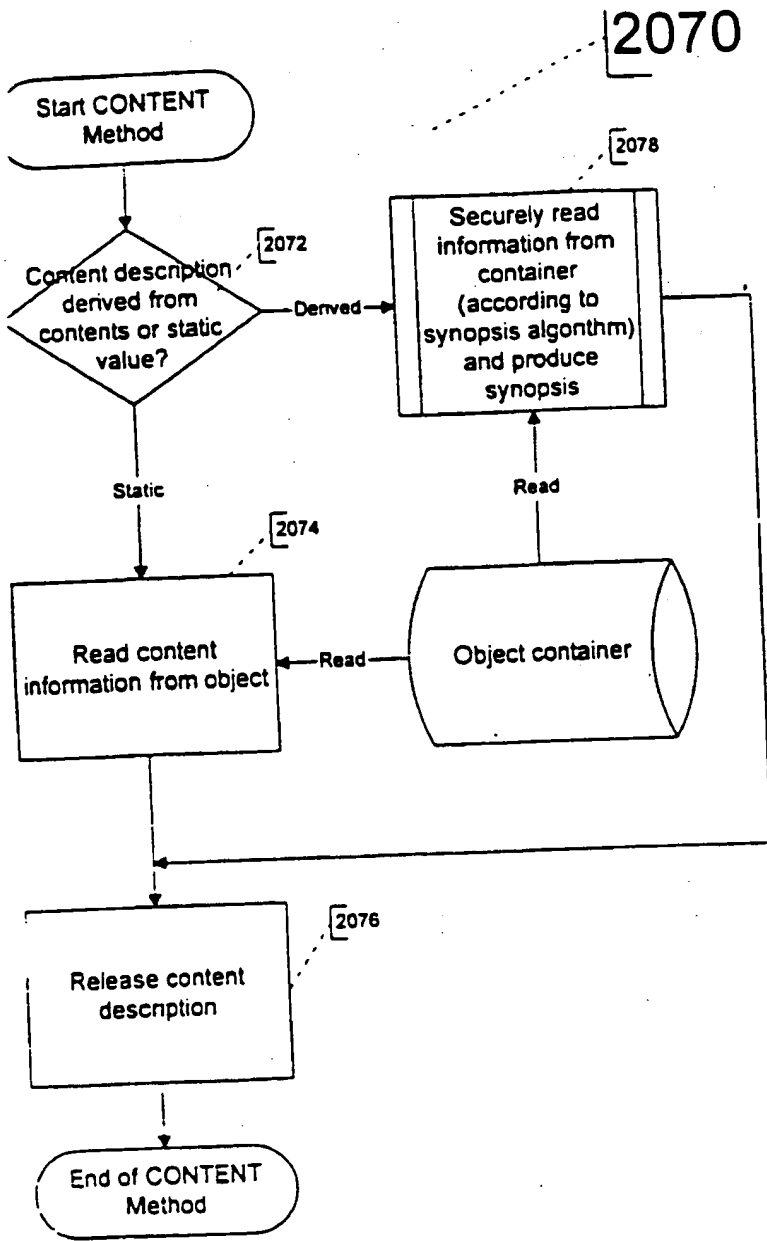 2070
Start CONTENT
Method
2078
2072
Content description
derived from
contents or static
value?
Derived
Securely read
information from
container
(according to
synopsis algorithm)
and produce
synopsis
Static
Read
2074
Read content
information from object
Read
Object container
2076
Release content
description
End of CONTENT
Method